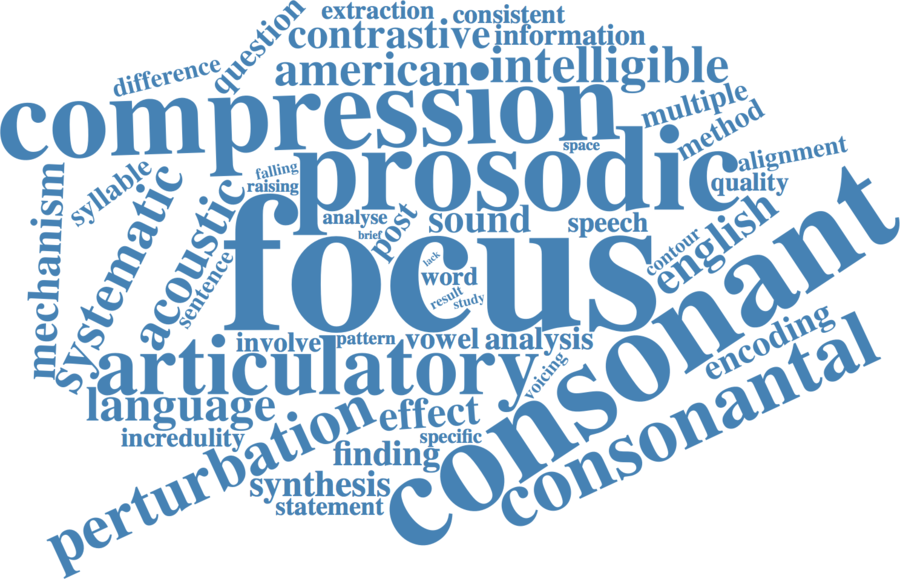 extraction
consistent
question
contrastive
information
difference
american•intelligible
compression
multiple
method
space
prosodic
alignment
quality
mechanism
syllable
systematic
acoustic
sentence
falling
raising
analyse
brief
post
sound
speech
focus
lack
word
result
study
contour
english
consonant
involve
pattern
vowel
analysis
articulatory
voicing
encoding
consonantal
language
perturbation
effect
incredulity
specific
finding
synthesis
statement